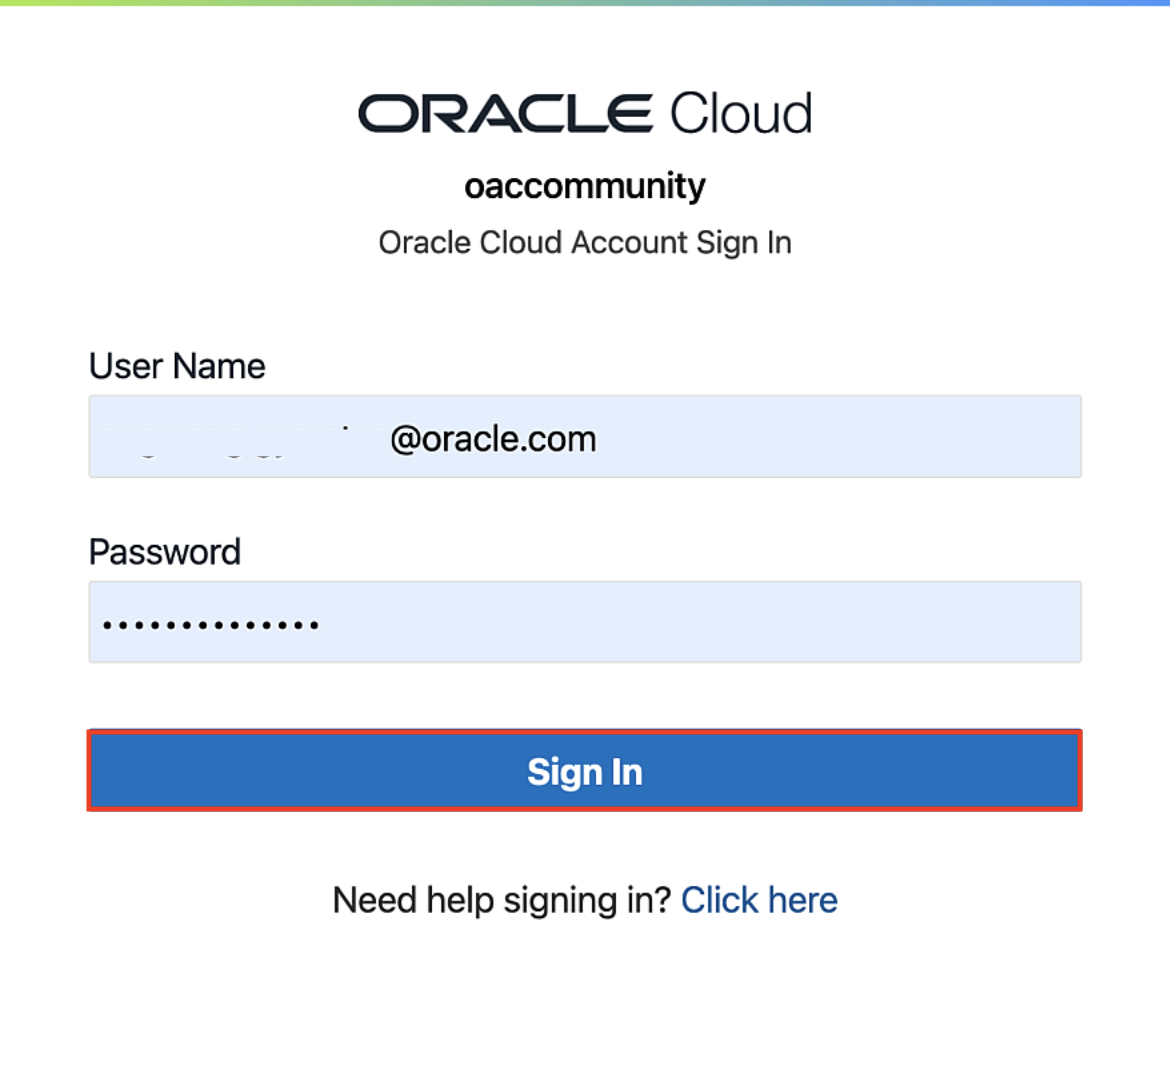 ORACLE Cloud
oaccommunity
Oracle Cloud Account Sign In
User Name
@oracle.com
Password
••••••••••••••
Sign In
Need help signing in? Click here